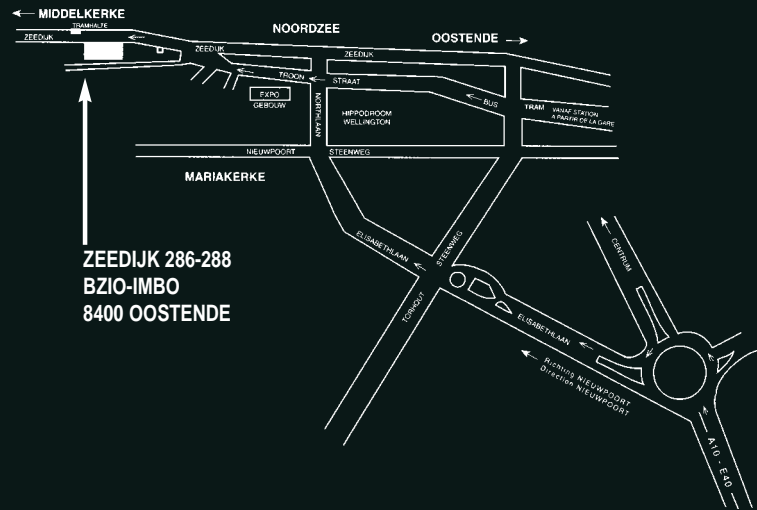 MIDDELKERKE
TRAMHALTE
ZEEDIJK
NOORDZEE
OOSTENDE
ZEEDIJK
ZEEDIJK
TROON STRAAT
EXPO
GEBOUW
NORTHLAAN
HIPPODROOM
WELLINGTON
BUS
TRAM
VANAF STATION
A PARTIR DE LA GARE
NIEUWPOORT STEENWEG
MARIAKERKE
ELISABETHLAAN
TORHOUT STEENWEG
CENTRUM
ELISABETHLAAN
Richting NIEUWPOORT
Direction NIEUWPOORT
A10 - E40
ZEEDIJK 286-288
BZIO-IMBO
8400 OOSTENDE